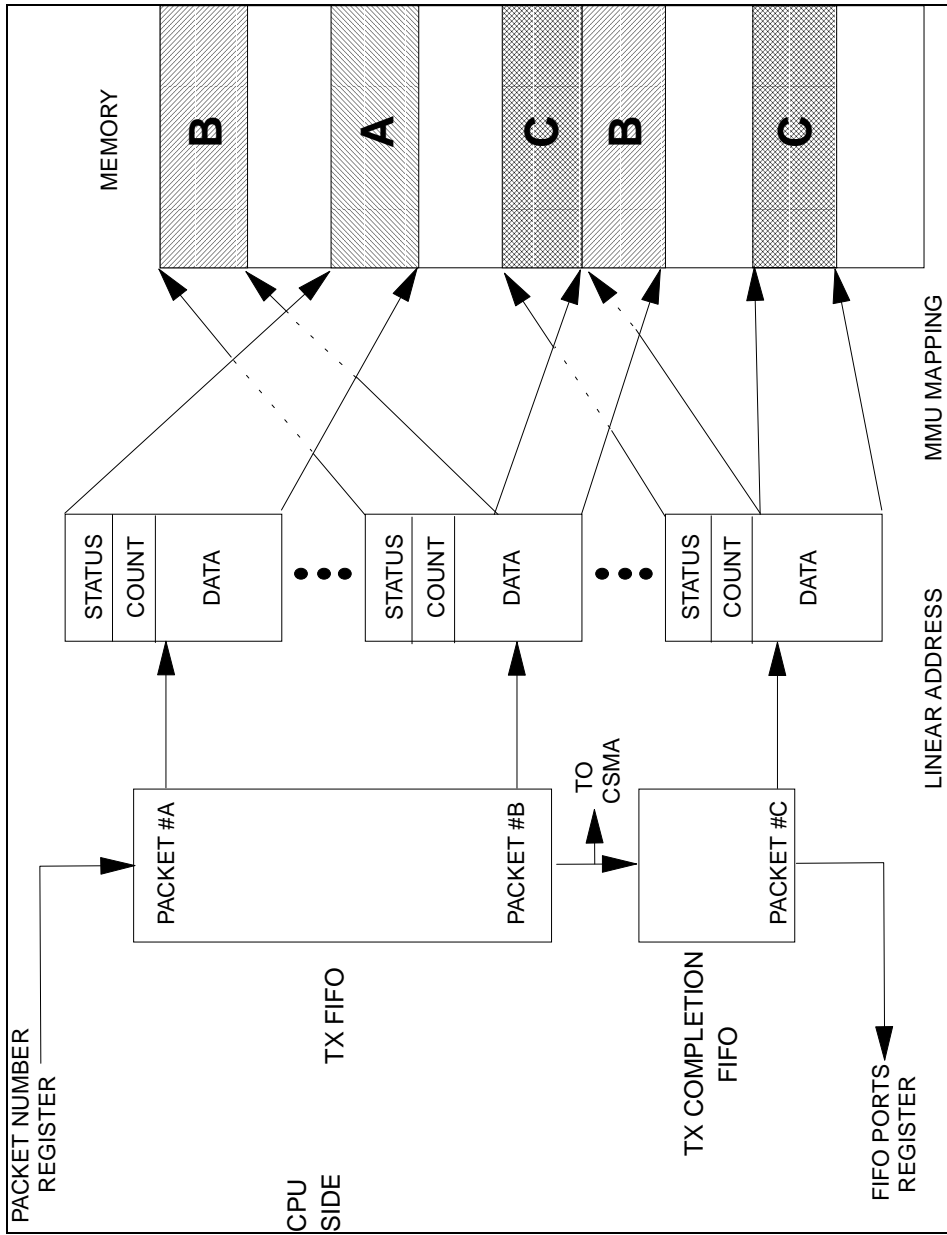 PACKET NUMBER
REGISTER
CPU
SIDE
TX FIFO
PACKET #A
PACKET #B
TO
CSMA
TX COMPLETION
FIFO
PACKET #C
FIFO PORTS
REGISTER
STATUS
COUNT
DATA
STATUS
COUNT
DATA
STATUS
COUNT
DATA
LINEAR ADDRESS
MMU MAPPING
MEMORY
B
A
C
B
C